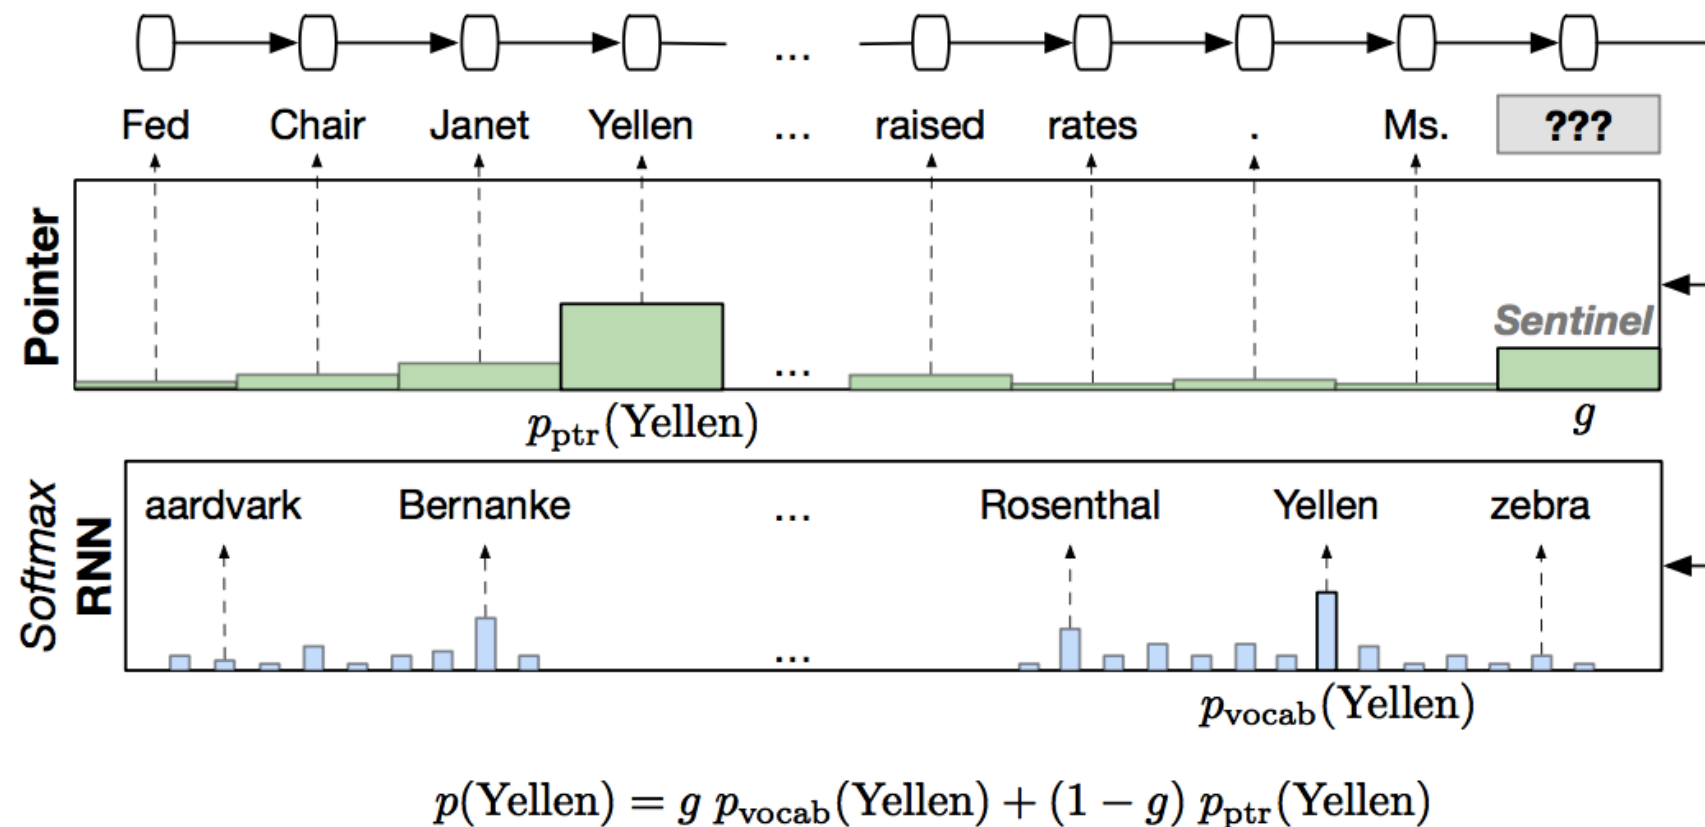 Fed Chair Janet Yellen ... raised rates . Ms. ???
Pointer
Sentinel
...
p_ptr(Yellen)
g
Softmax
RNN
aardvark Bernanke ... Rosenthal Yellen zebra
...
p_vocab(Yellen)
p(Yellen) = g p_vocab(Yellen) + (1 − g) p_ptr(Yellen)